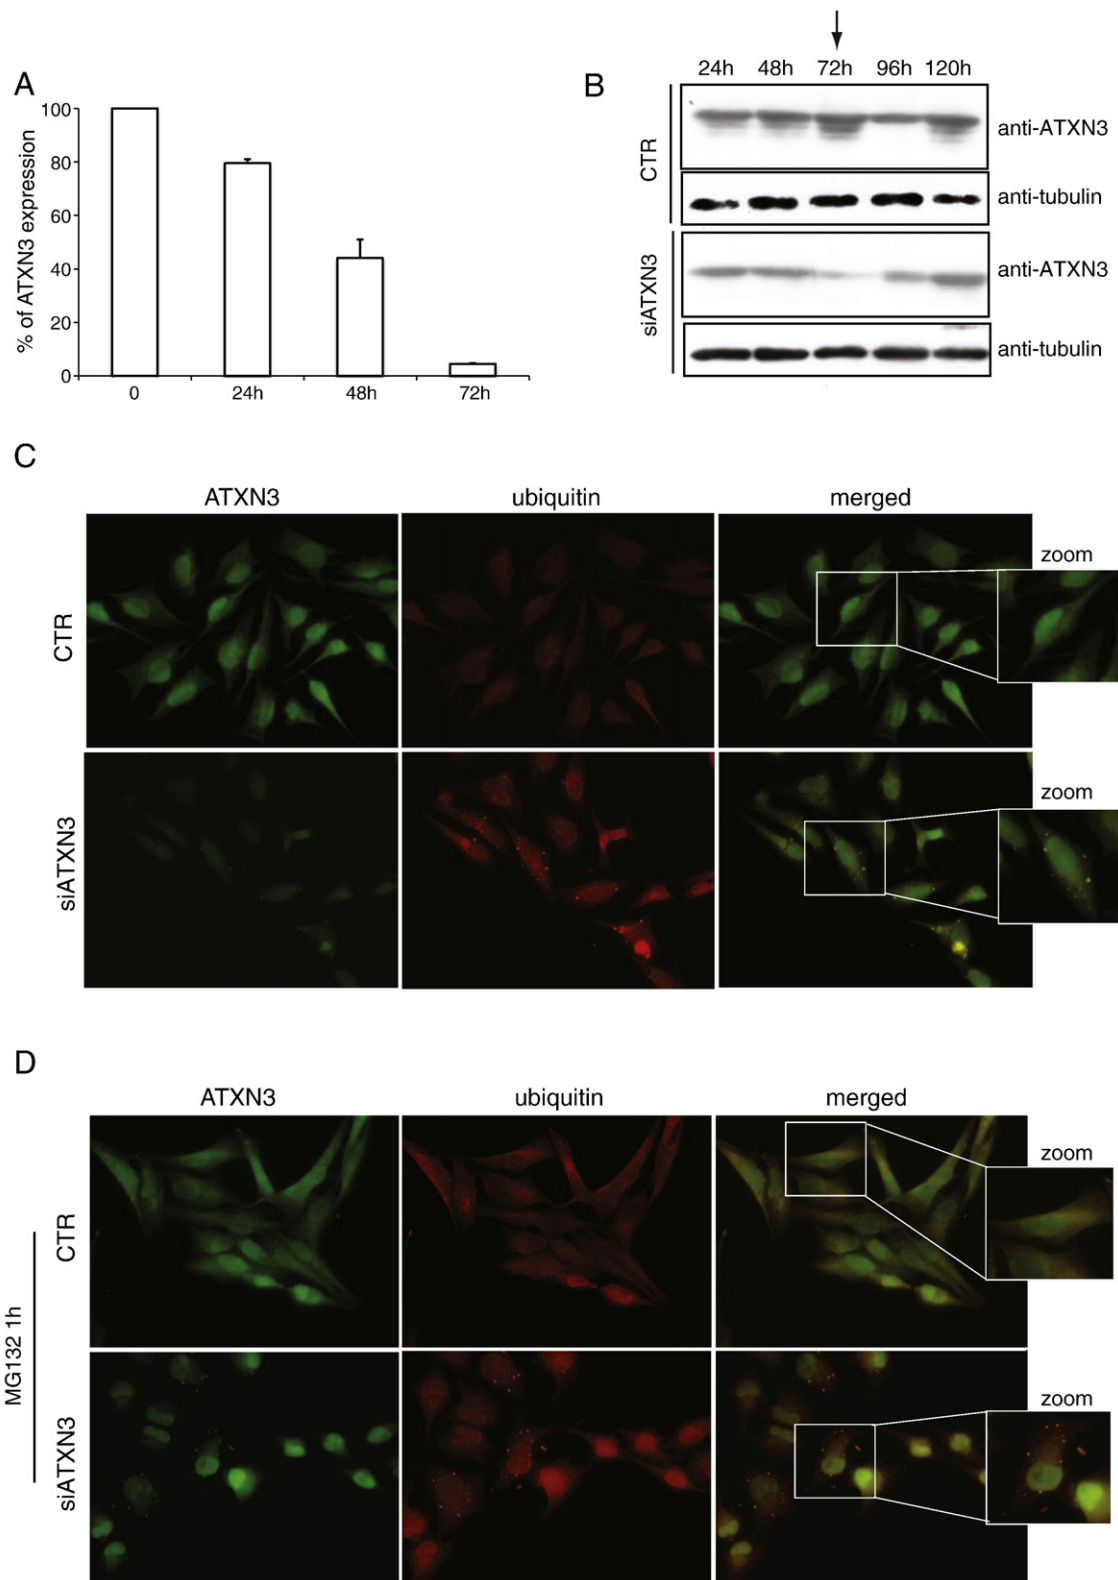 A
% of ATXN3 expression
100
80
60
40
20
0
0 24h 48h 72h
B
24h 48h 72h 96h 120h
CTR
anti-ATXN3
anti-tubulin
siATXN3
anti-ATXN3
anti-tubulin
C
ATXN3 ubiquitin merged
zoom
CTR
zoom
siATXN3
D
ATXN3 ubiquitin merged
zoom
MG132 1h
CTR
zoom
siATXN3